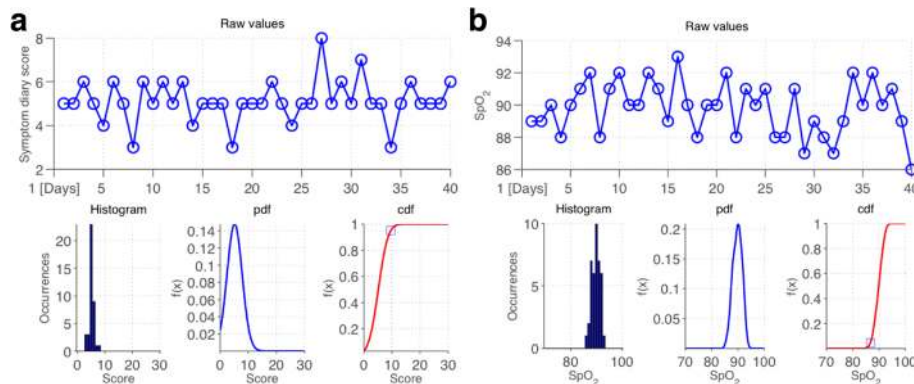 a
Raw values
Symptom diary score
8
6
4
2
1 [Days] 5 10 15 20 25 30 35 40
Histogram
Occurrences
20
15
10
5
0
0 10 20 30
Score
pdf
f(x)
0.14
0.12
0.1
0.08
0.06
0.04
0.02
0 10 20 30
Score
cdf
f(x)
1
0.8
0.6
0.4
0.2
0 10 20 30
Score
b
Raw values
SpO₂
94
92
90
88
86
1 [Days] 5 10 15 20 25 30 35 40
Histogram
Occurrences
10
5
0
80 100
SpO₂
pdf
f(x)
0.2
0.15
0.1
0.05
70 80 90 100
SpO₂
cdf
f(x)
1
0.8
0.6
0.4
0.2
70 80 90 100
SpO₂